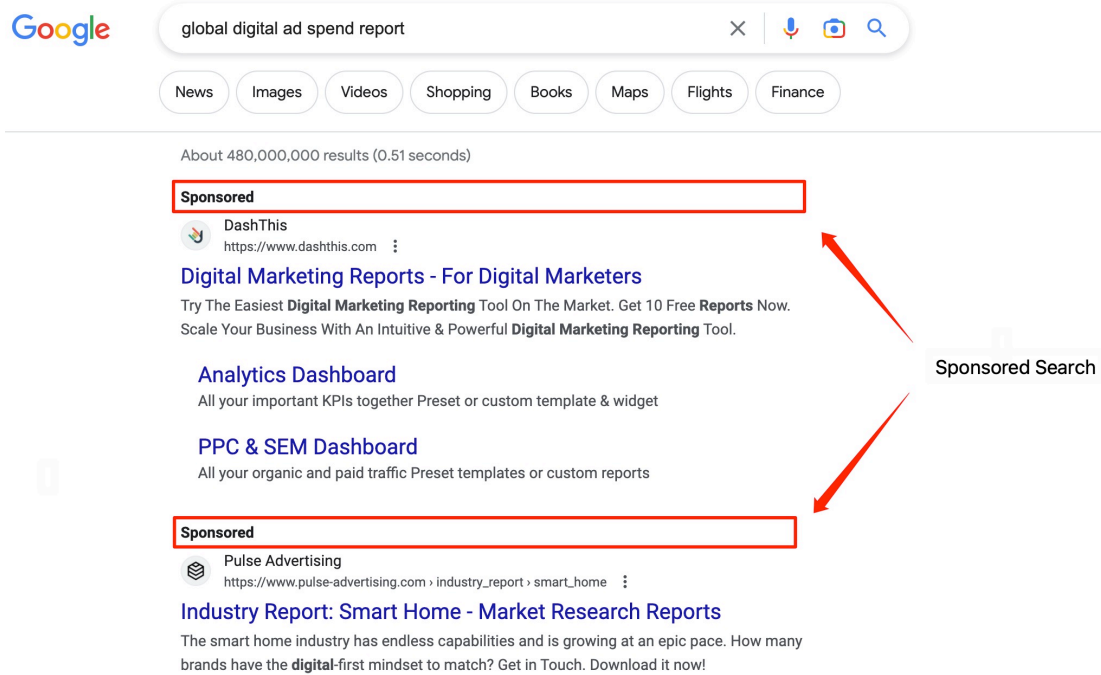 Google
global digital ad spend report
News Images Videos Shopping Books Maps Flights Finance
About 480,000,000 results (0.51 seconds)
Sponsored
DashThis
https://www.dashthis.com
Digital Marketing Reports - For Digital Marketers
Try The Easiest Digital Marketing Reporting Tool On The Market. Get 10 Free Reports Now.
Scale Your Business With An Intuitive & Powerful Digital Marketing Reporting Tool.
Sponsored Search
Analytics Dashboard
All your important KPIs together Preset or custom template & widget
PPC & SEM Dashboard
All your organic and paid traffic Preset templates or custom reports
Sponsored
Pulse Advertising
https://www.pulse-advertising.com › industry_report › smart_home
Industry Report: Smart Home - Market Research Reports
The smart home industry has endless capabilities and is growing at an epic pace. How many
brands have the digital-first mindset to match? Get in Touch. Download it now!